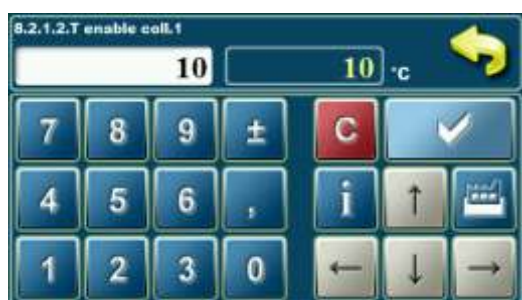 8.2.1.2.T enable coll.1
10 10 °C
7 8 9 ± C
4 5 6 , i ↑
1 2 3 0 ← ↓ →